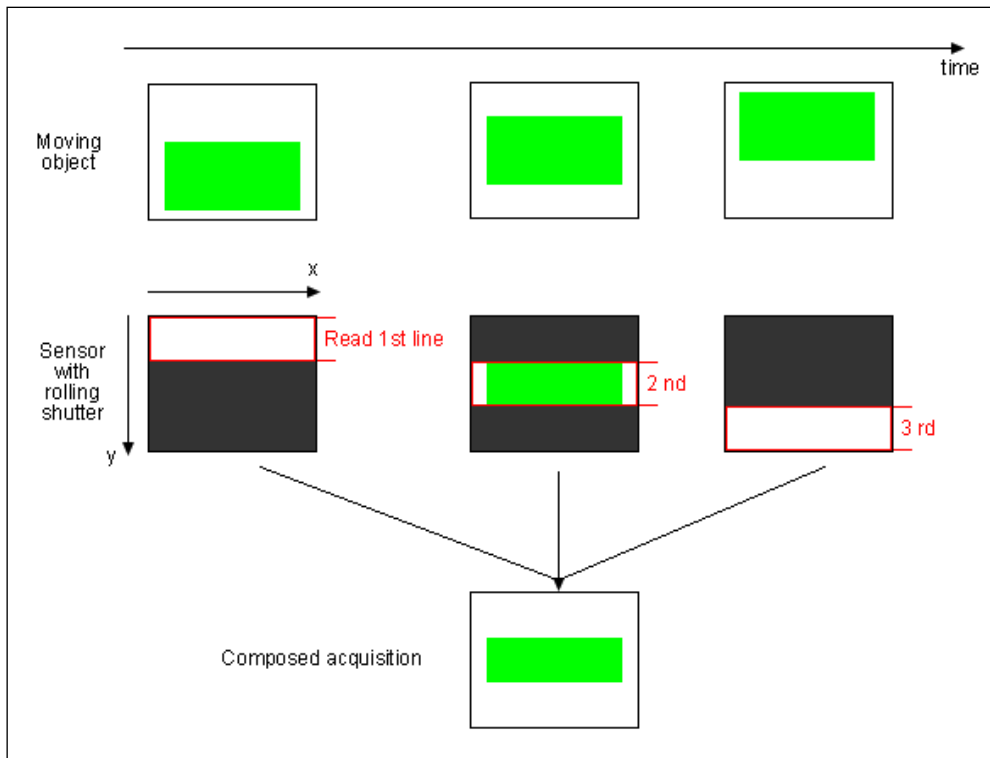 time
Moving
object
x
Read 1st line
Sensor
with
rolling
shutter
2 nd
3 rd
y
Composed acquisition